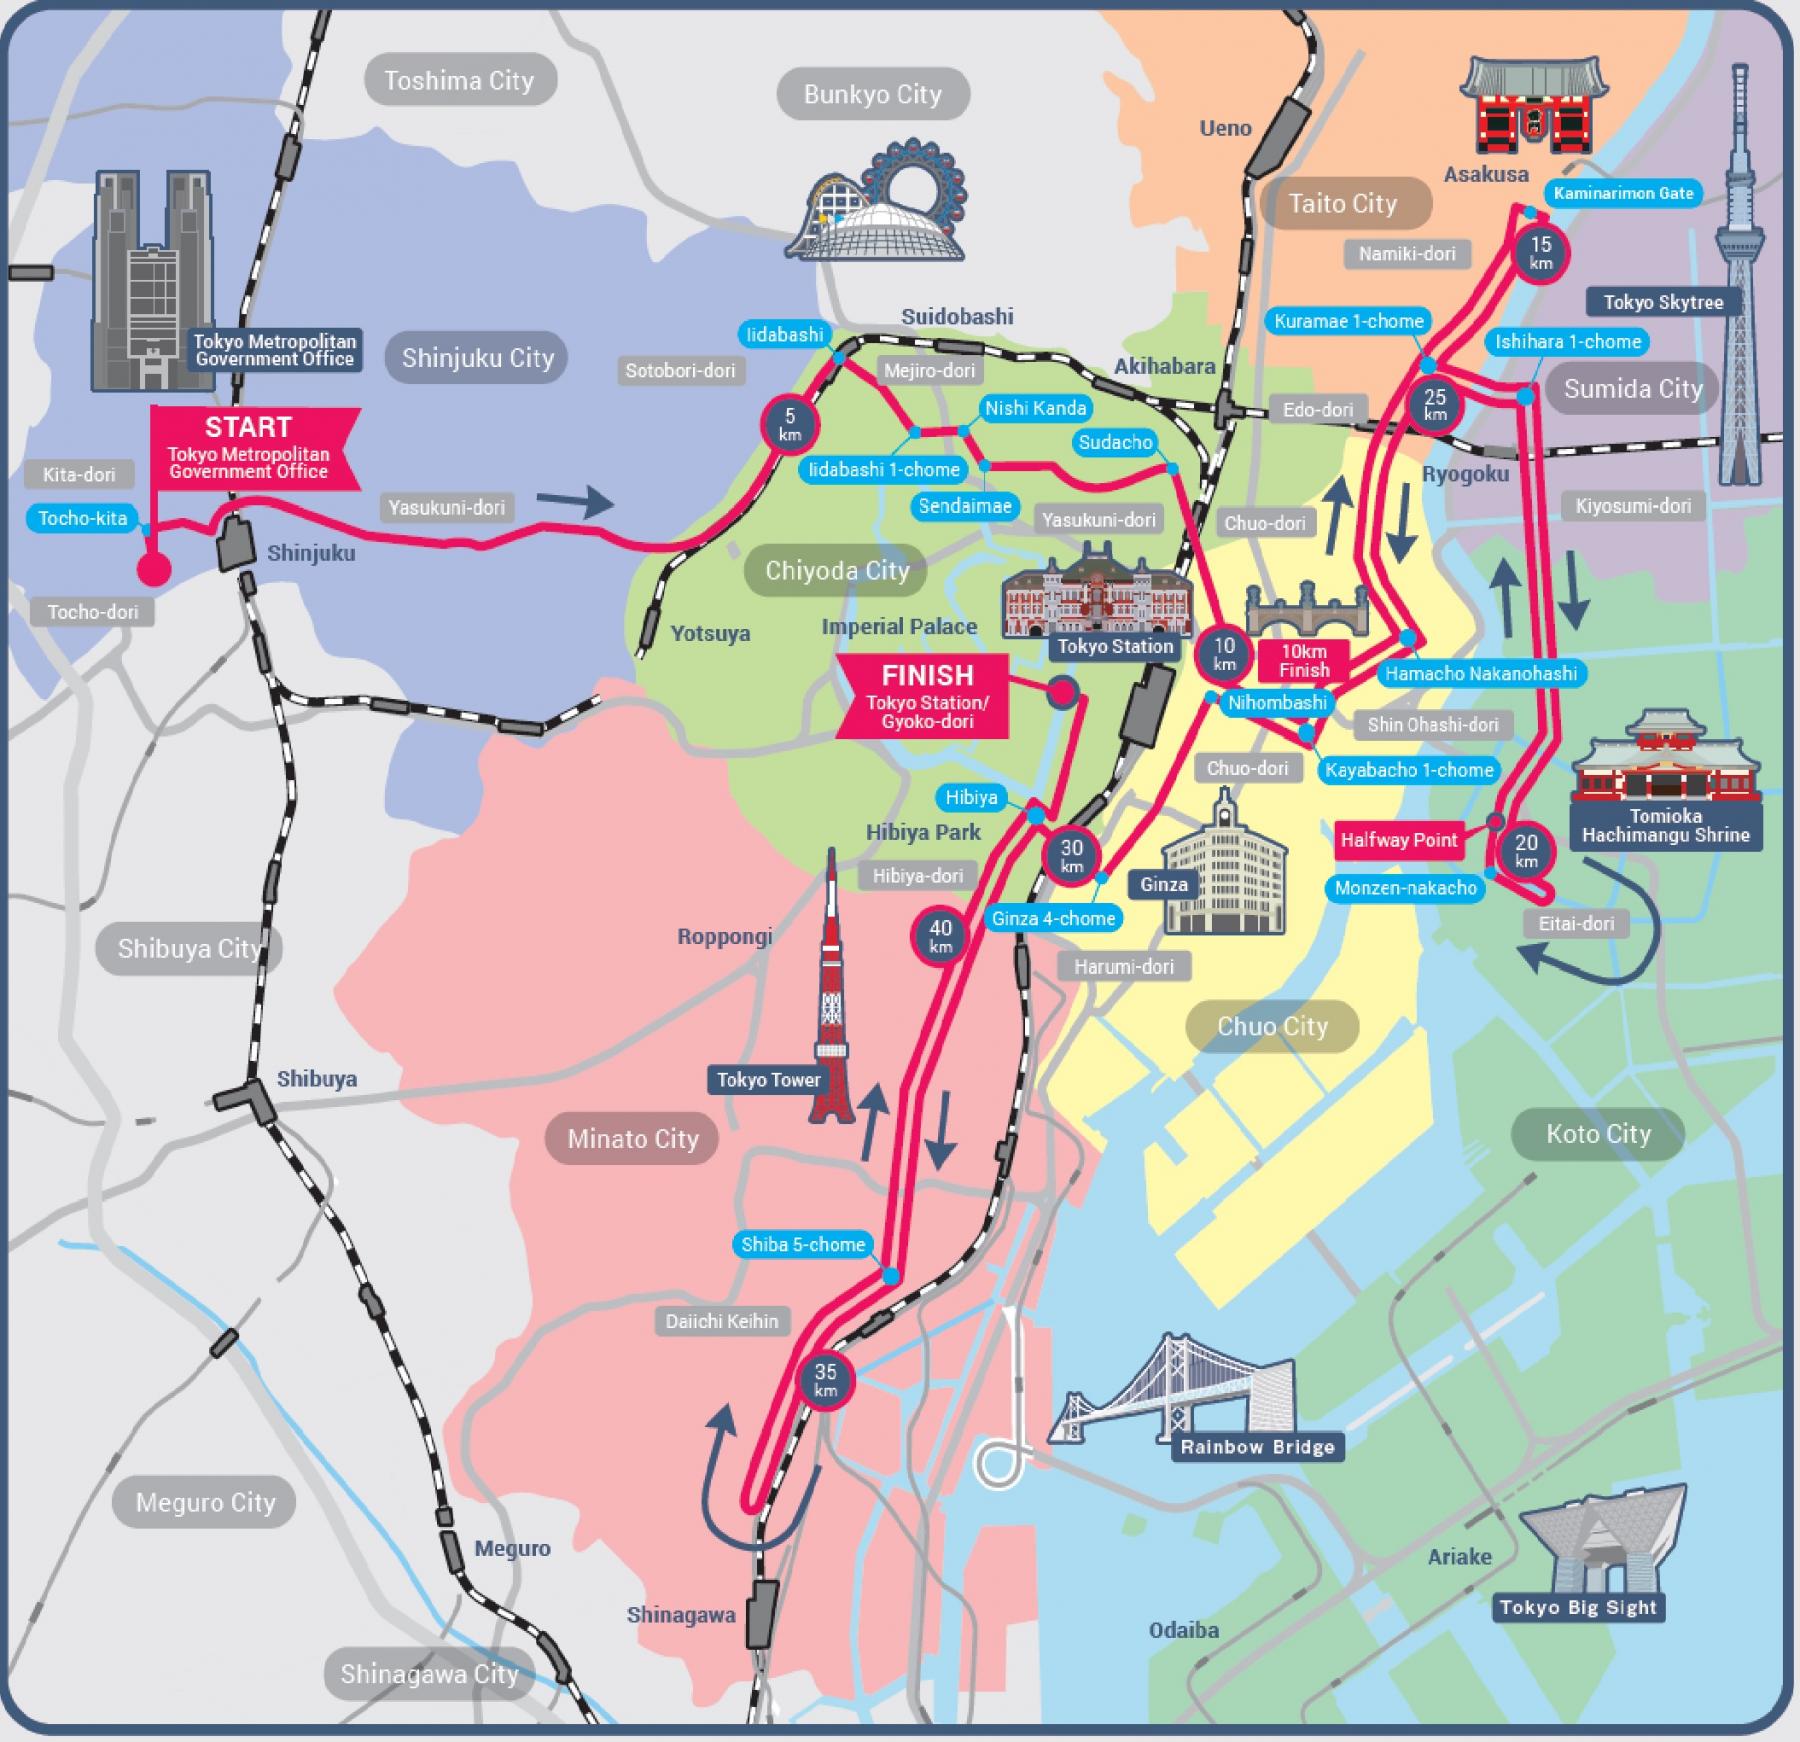 Toshima City
Bunkyo City
Ueno
Asakusa
Taito City
Kaminarimon Gate
Namiki-dori
15
km
Tokyo Skytree
Suidobashi
Kuramae 1-chome
Iidabashi
Ishihara 1-chome
Tokyo Metropolitan
Government Office
Shinjuku City
Sotobori-dori
Mejiro-dori
Akihabara
Sumida City
5
km
Nishi Kanda
Edo-dori
25
km
START
Tokyo Metropolitan
Government Office
Sudacho
Kita-dori
Iidabashi 1-chome
Ryogoku
Tocho-kita
Yasukuni-dori
Sendaimae
Yasukuni-dori
Chuo-dori
Kiyosumi-dori
Shinjuku
Chiyoda City
Tocho-dori
Yotsuya
Imperial Palace
Tokyo Station
10
km
10km
Finish
Hamacho Nakanohashi
FINISH
Tokyo Station/
Gyoko-dori
Nihombashi
Shin Ohashi-dori
Chuo-dori
Kayabacho 1-chome
Hibiya
Hibiya Park
Halfway Point
Tomioka
Hachimangu Shrine
30
km
20
km
Hibiya-dori
Ginza
Monzen-nakacho
Ginza 4-chome
Eitai-dori
Roppongi
40
km
Shibuya City
Harumi-dori
Chuo City
Shibuya
Tokyo Tower
Minato City
Koto City
Shiba 5-chome
Daiichi Keihin
35
km
Rainbow Bridge
Meguro City
Meguro
Ariake
Tokyo Big Sight
Shinagawa
Odaiba
Shinagawa City